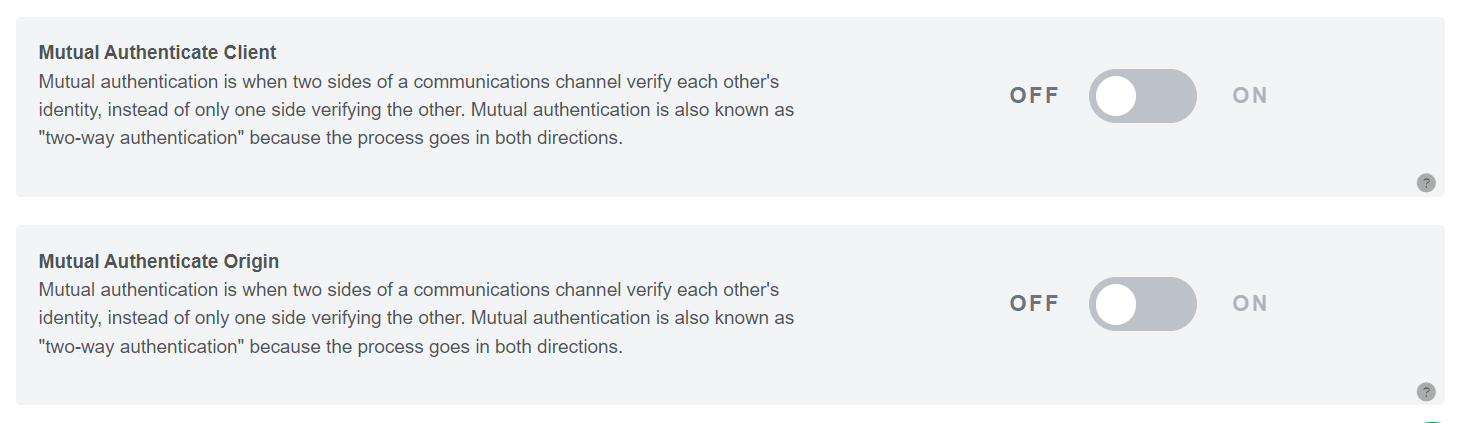 Mutual Authenticate Client
Mutual authentication is when two sides of a communications channel verify each other's
identity, instead of only one side verifying the other. Mutual authentication is also known as
"two-way authentication" because the process goes in both directions.
OFF ON
?
Mutual Authenticate Origin
Mutual authentication is when two sides of a communications channel verify each other's
identity, instead of only one side verifying the other. Mutual authentication is also known as
"two-way authentication" because the process goes in both directions.
OFF ON
?